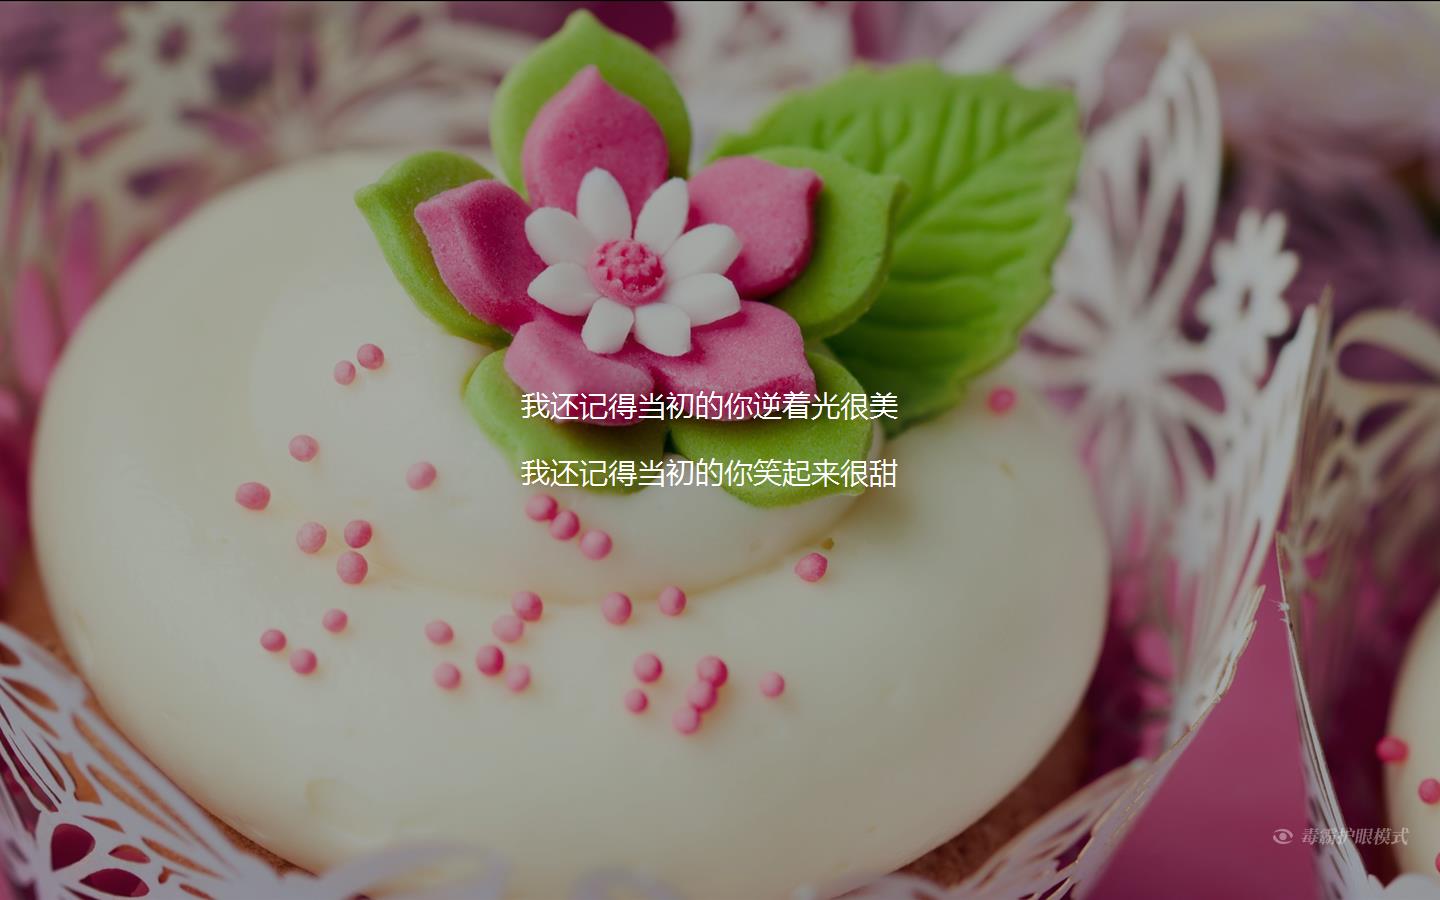 我还记得当初的你逆着光很美
我还记得当初的你笑起来很甜
毒霸护眼模式